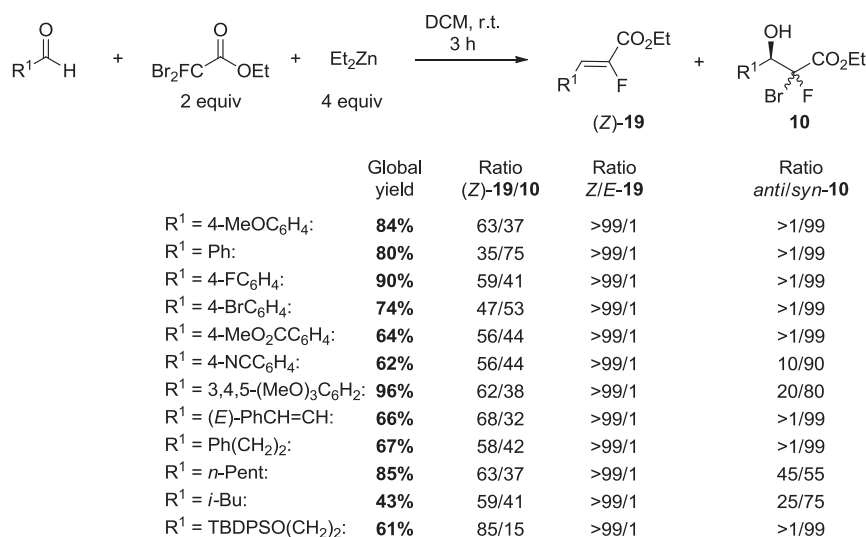 O
R1
H
+
Br2FC
O
OEt
2 equiv
+
Et2Zn
4 equiv
DCM, r.t.
3 h
CO2Et
R1
F
(Z)-19
+
OH
R1
CO2Et
Br
F
10
Global yield Ratio (Z)-19/10 Ratio Z/E-19 Ratio anti/syn-10
R1 = 4-MeOC6H4: 84% 63/37 >99/1 >1/99
R1 = Ph: 80% 35/75 >99/1 >1/99
R1 = 4-FC6H4: 90% 59/41 >99/1 >1/99
R1 = 4-BrC6H4: 74% 47/53 >99/1 >1/99
R1 = 4-MeO2CC6H4: 64% 56/44 >99/1 >1/99
R1 = 4-NCC6H4: 62% 56/44 >99/1 10/90
R1 = 3,4,5-(MeO)3C6H2: 96% 62/38 >99/1 20/80
R1 = (E)-PhCH=CH: 66% 68/32 >99/1 >1/99
R1 = Ph(CH2)2: 67% 58/42 >99/1 >1/99
R1 = n-Pent: 85% 63/37 >99/1 45/55
R1 = i-Bu: 43% 59/41 >99/1 25/75
R1 = TBDPSO(CH2)2: 61% 85/15 >99/1 >1/99